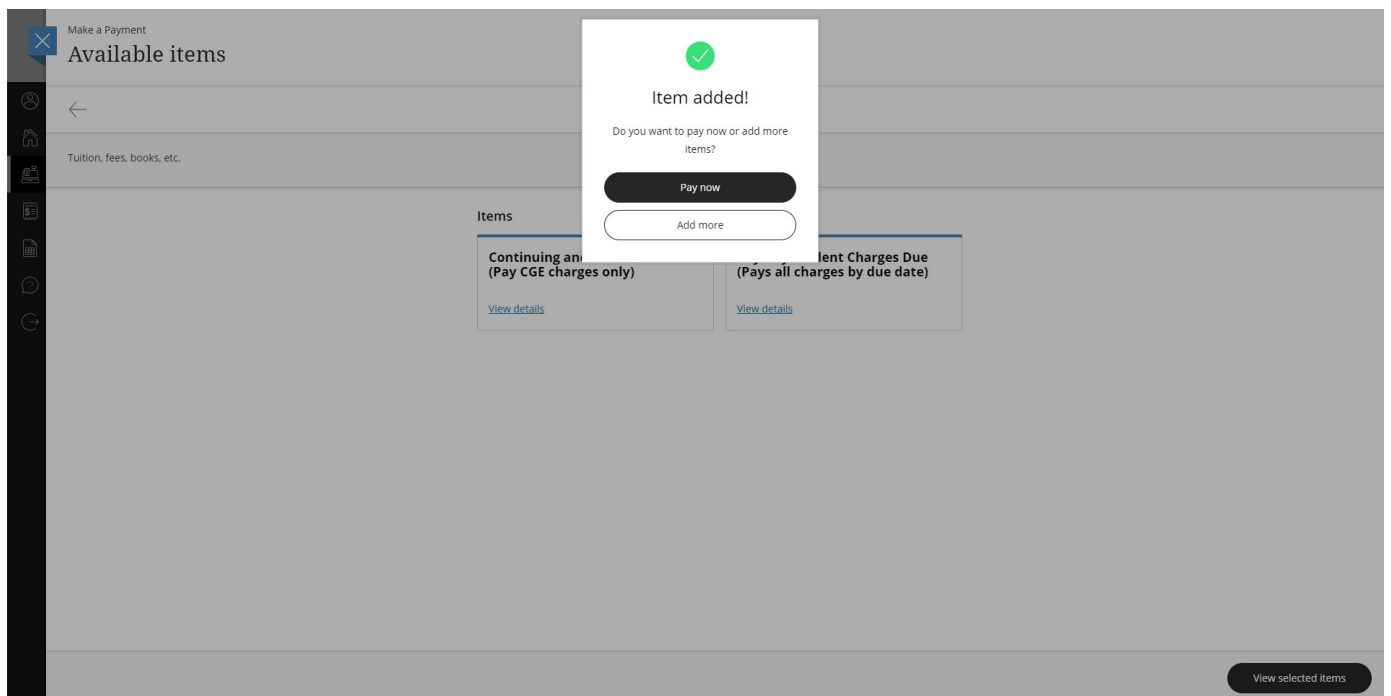 Make a Payment
Available items
Tuition, fees, books, etc.
Item added!
Do you want to pay now or add more
items?
Pay now
Add more
Items
Continuing an
(Pay CGE charges only)
View details
lent Charges Due
(Pays all charges by due date)
View details
View selected items